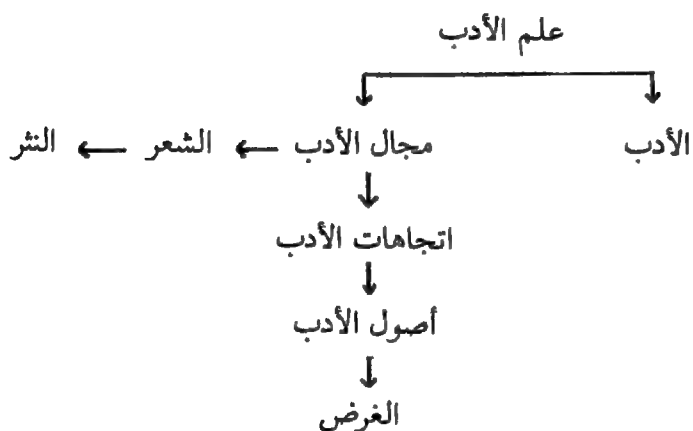 علم الأدب
الأدب مجال الأدب الشعر النثر
اتجاهات الأدب
أصول الأدب
الغرض